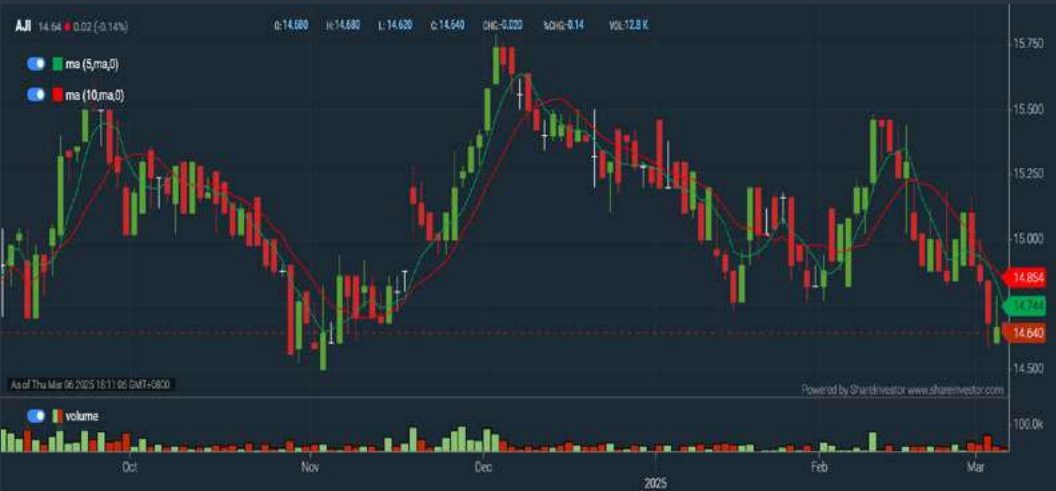 AJI 14.64 0.02 (-0.14%) O: 14.580 H: 14.680 L: 14.620 C: 14.640 CHG: -0.020 %CHG: -0.14 VOL: 12.8 K
ma (5,ma,0)
ma (10,ma,0)
15.750
15.500
15.250
15.000
14.854
14.744
14.640
14.500
As of Thu Mar 06 2025 18:11:06 GMT+0800
Powered by ShareInvestor www.shareinvestor.com
volume
100.0k
Oct Nov Dec Feb Mar
2025